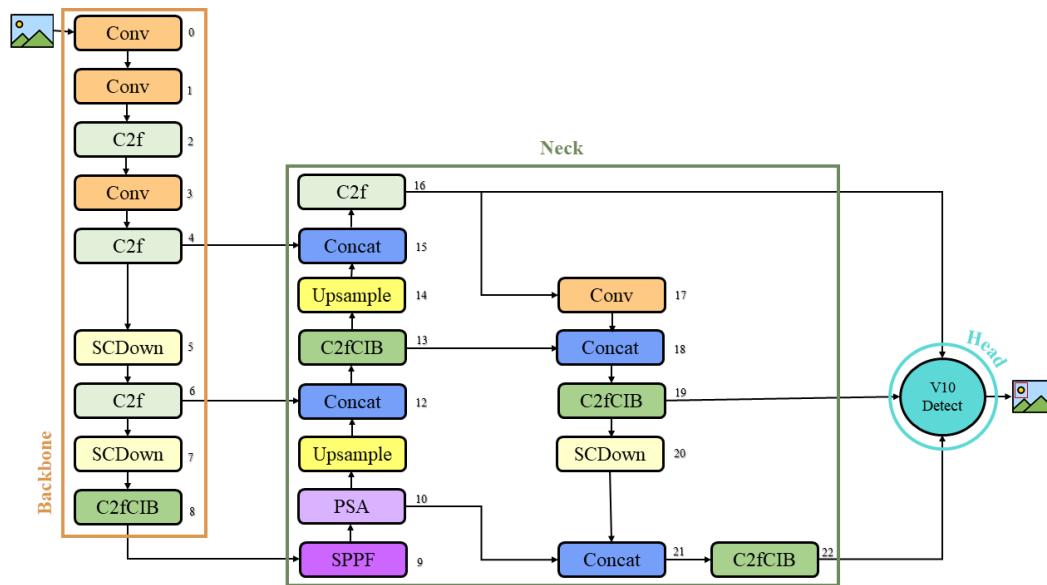 Conv
0
Conv
1
C2f
2
Conv
3
C2f
4
SCDown
5
C2f
6
SCDown
7
C2fCIB
8
Backbone
Neck
C2f
16
Concat
15
Upsample
14
C2fCIB
13
Concat
12
Upsample
PSA
10
SPPF
9
Conv
17
Concat
18
C2fCIB
19
SCDown
20
Concat
21
C2fCIB
22
Head
V10
Detect